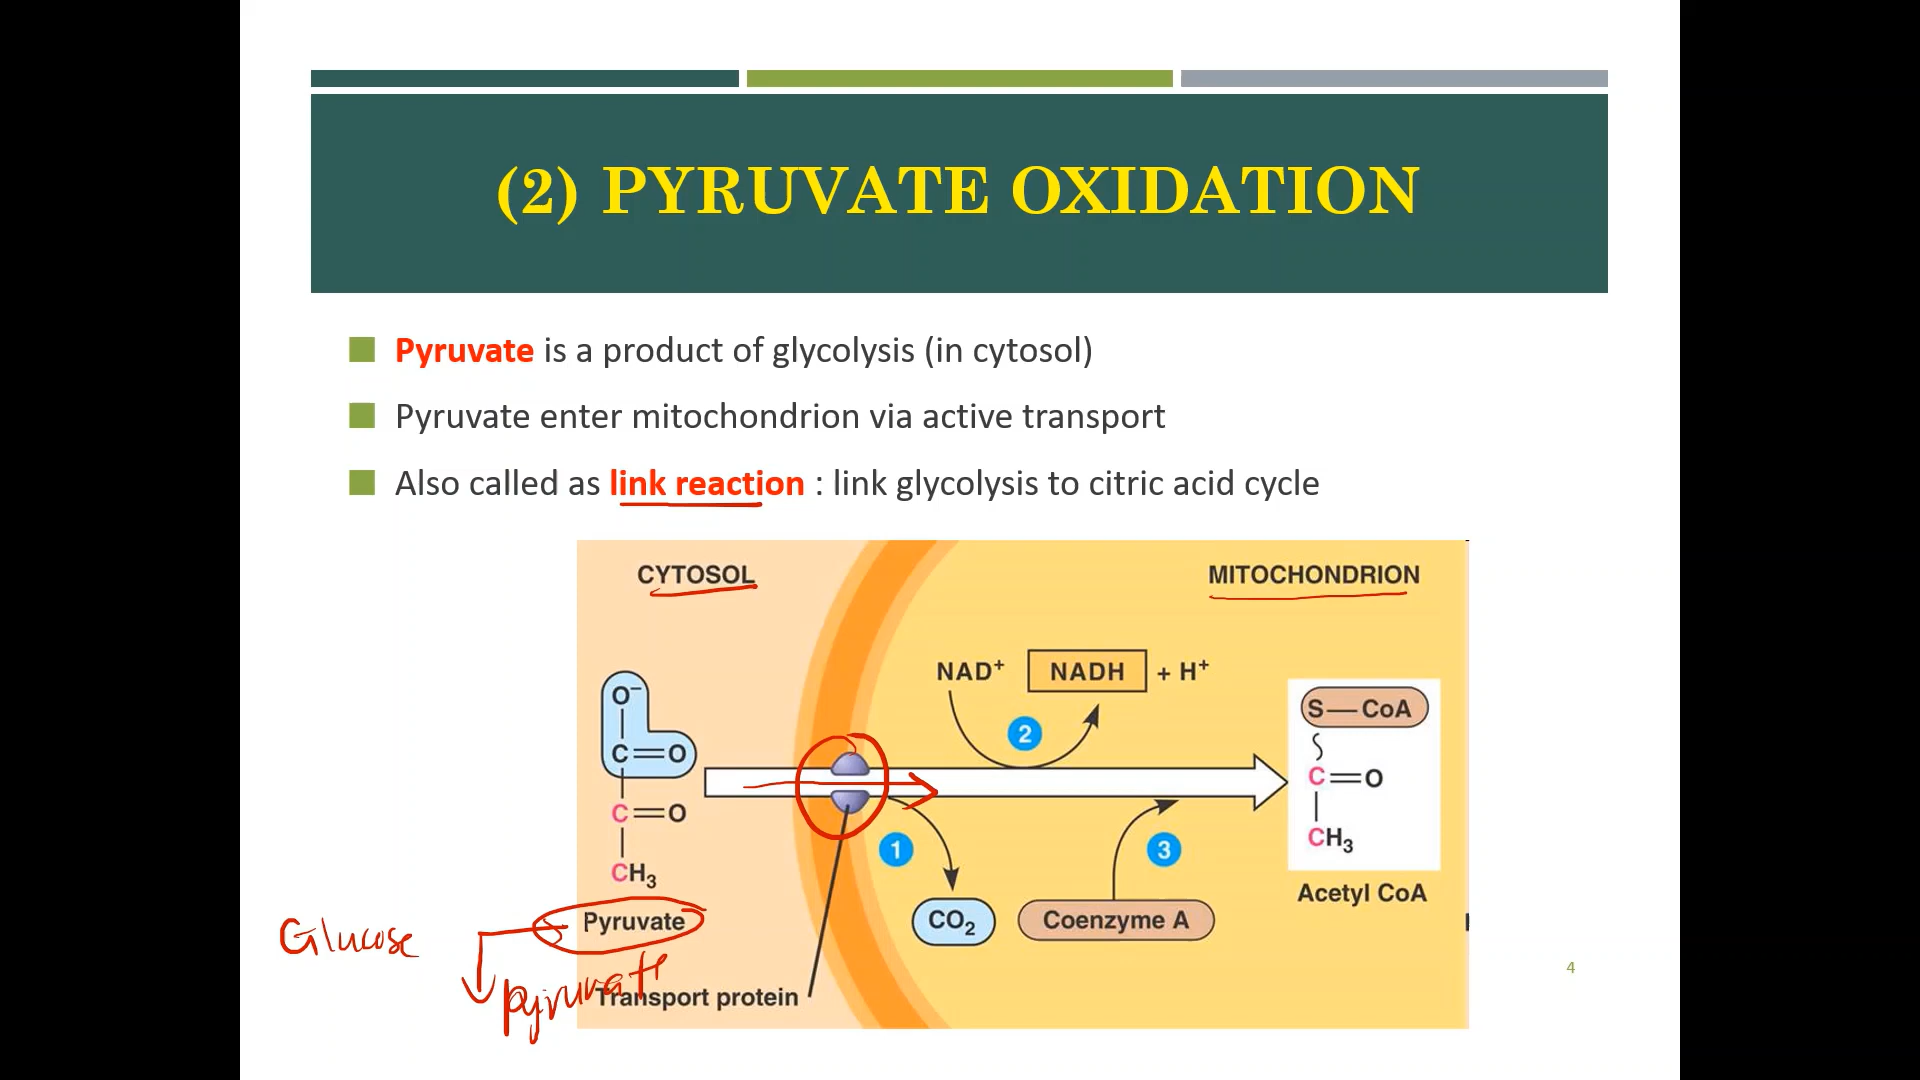 (2) PYRUVATE OXIDATION
Pyruvate is a product of glycolysis (in cytosol)
Pyruvate enter mitochondrion via active transport
Also called as link reaction : link glycolysis to citric acid cycle
CYTOSOL
MITOCHONDRION
NAD⁺ NADH + H⁺
O⁻
C=O
C=O
CH₃
Pyruvate
2
1
3
CO₂
Coenzyme A
S—CoA
C=O
CH₃
Acetyl CoA
Transport protein
Glucose
pyruvate
4